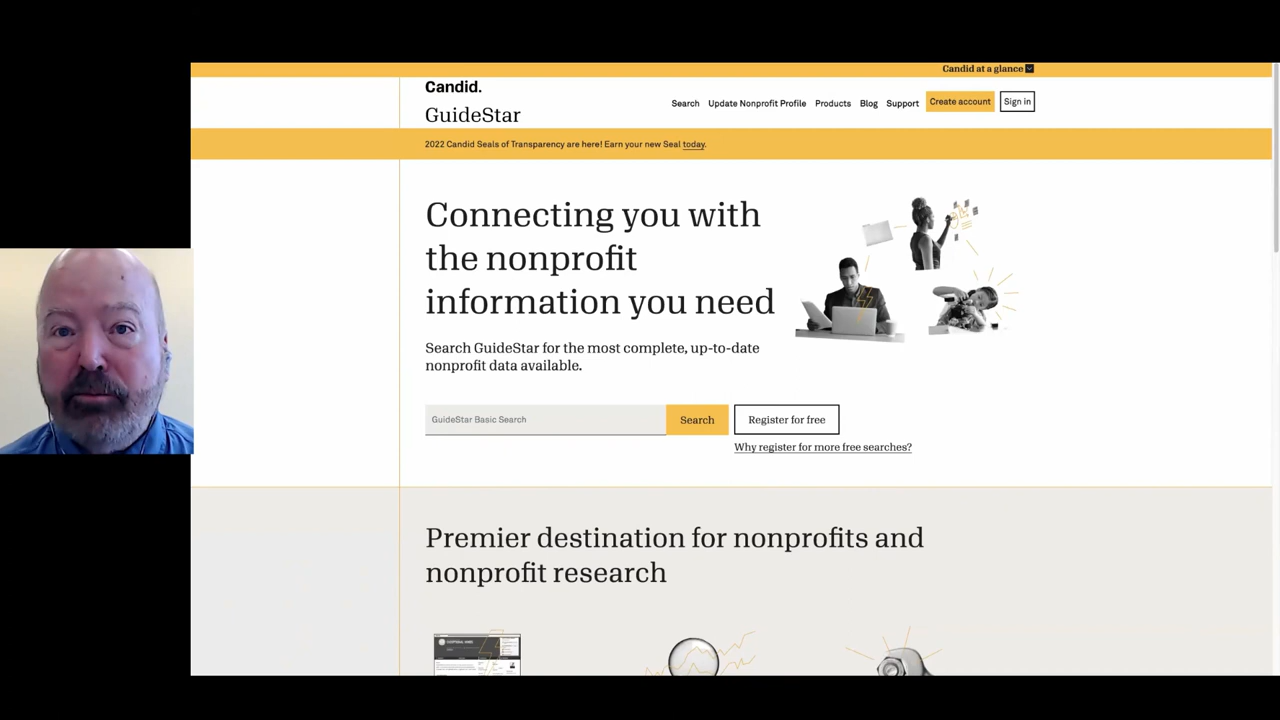 Candid at a glance
Candid.
GuideStar
Search Update Nonprofit Profile Products Blog Support Create account Sign in
2022 Candid Seals of Transparency are here! Earn your new Seal today.
Connecting you with
the nonprofit
information you need
Search GuideStar for the most complete, up-to-date
nonprofit data available.
GuideStar Basic Search Search Register for free
Why register for more free searches?
Premier destination for nonprofits and
nonprofit research